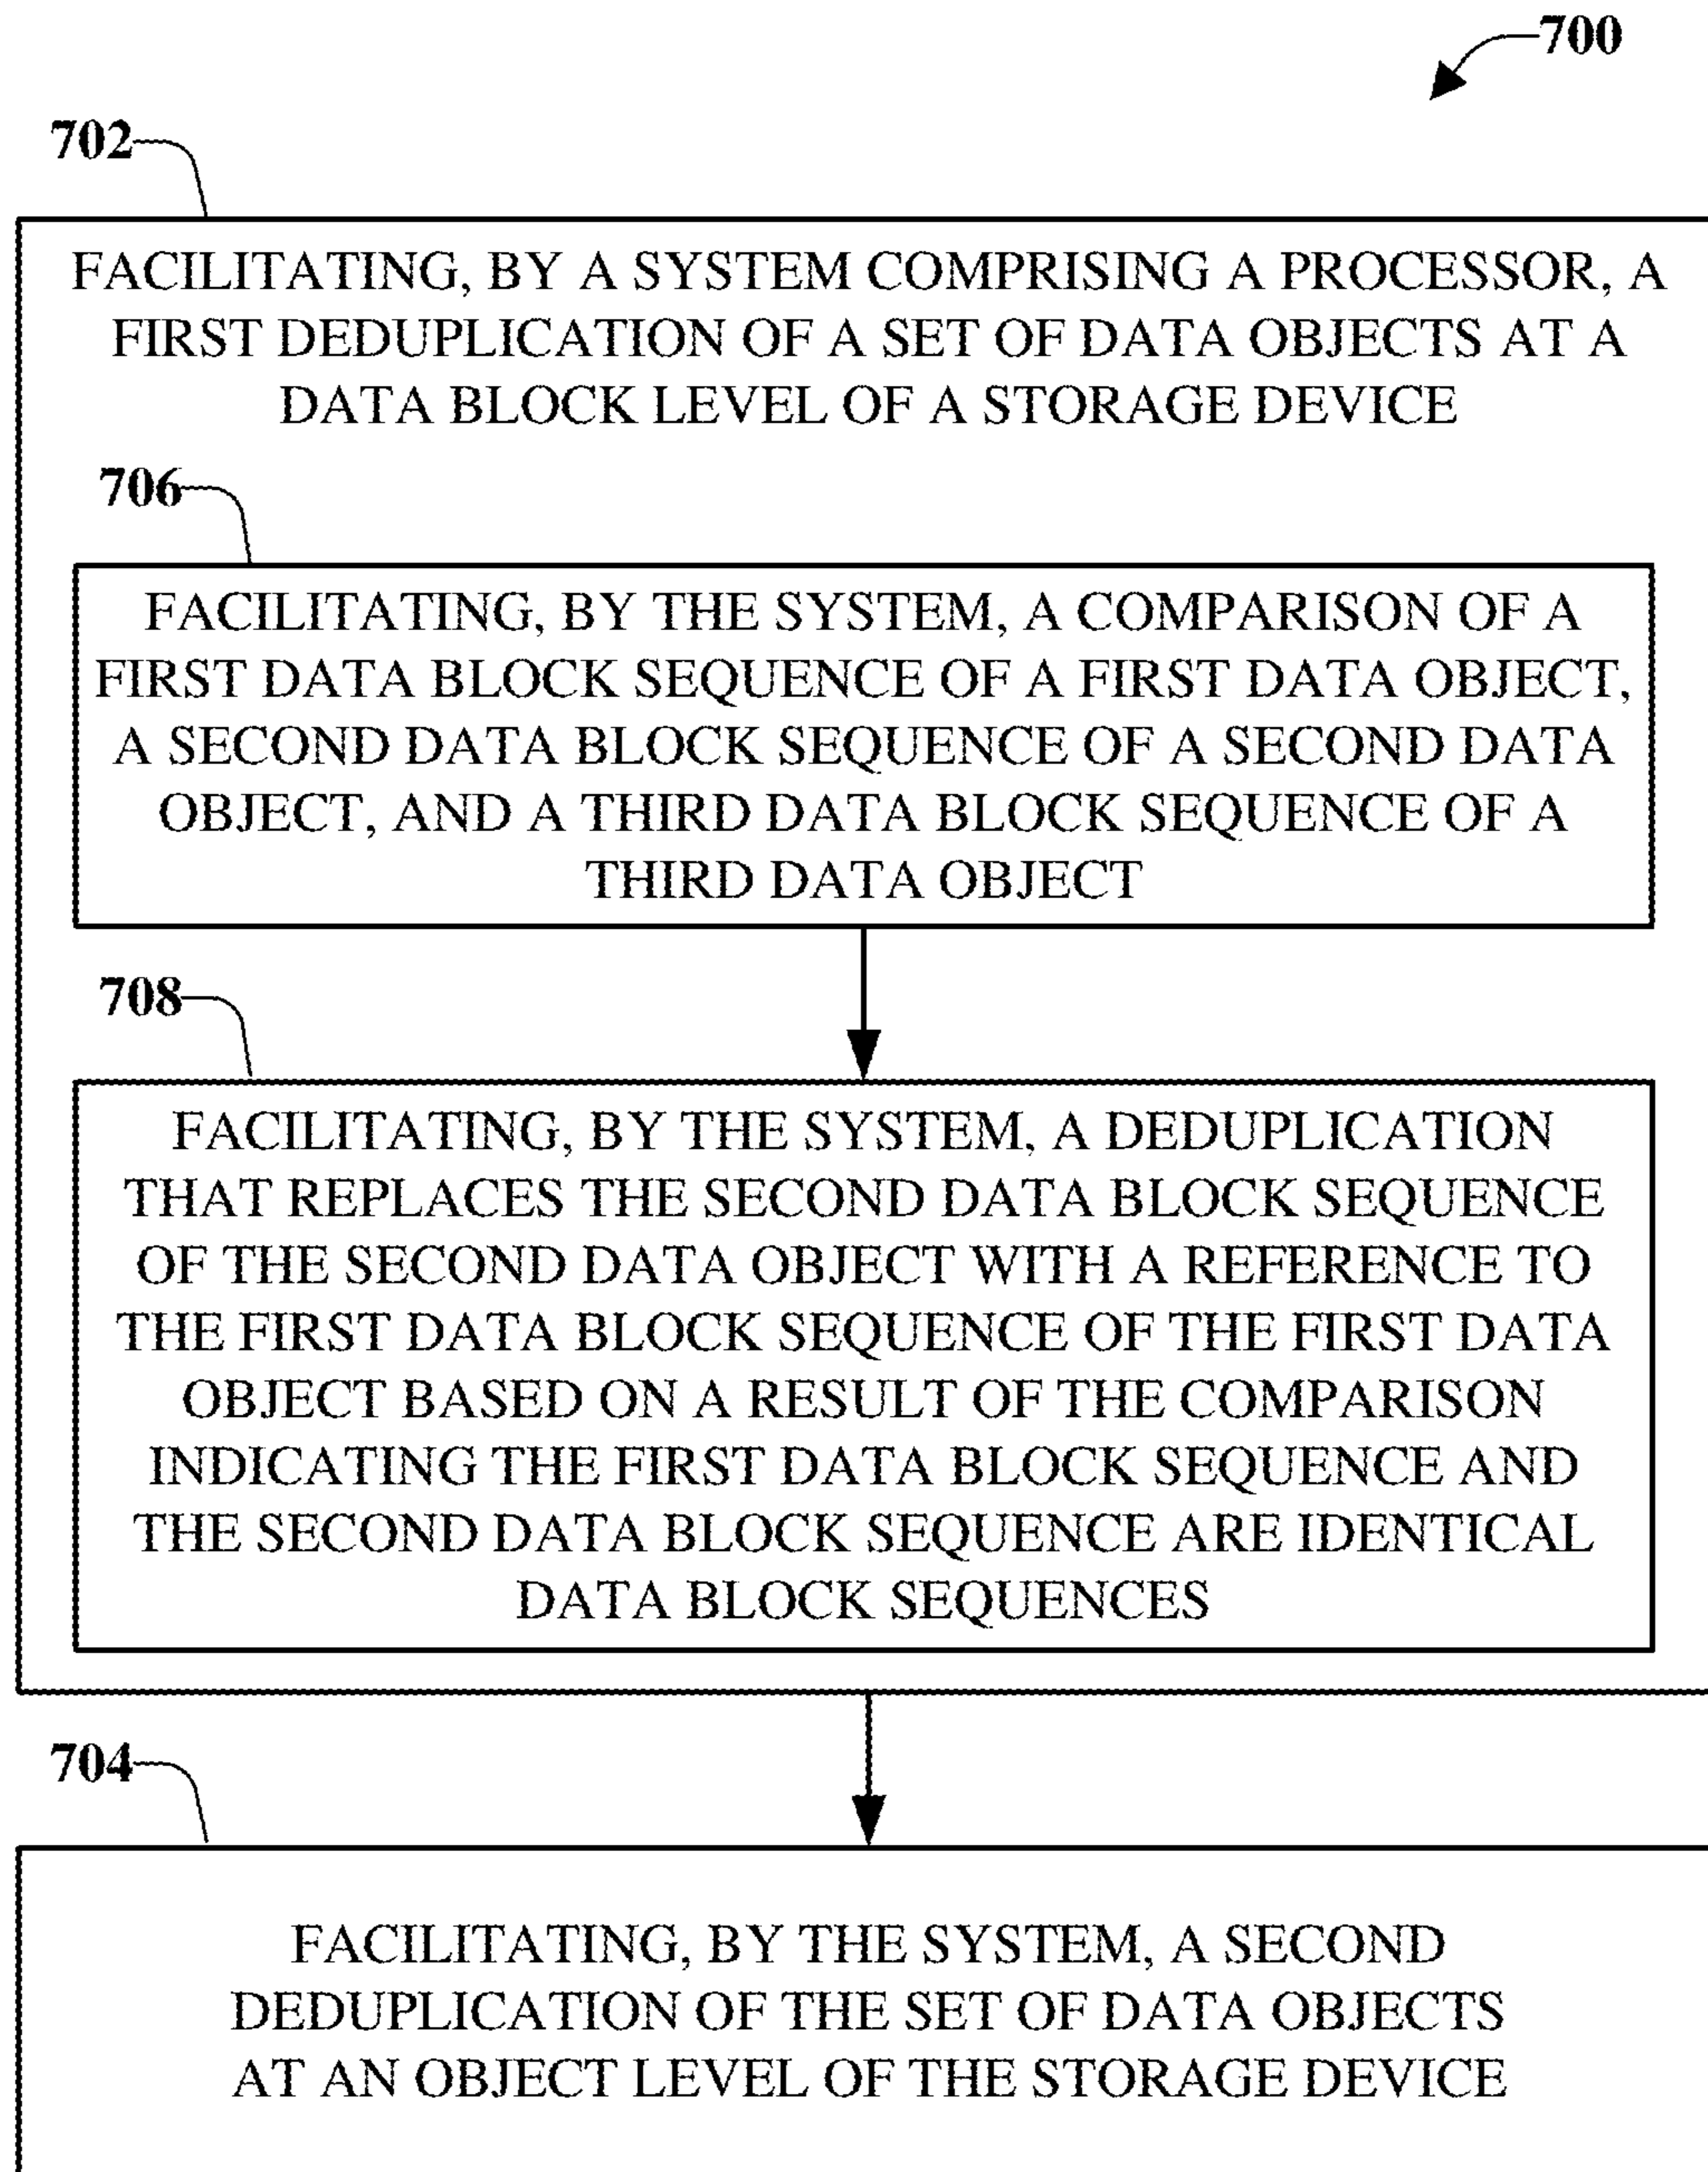 700
702
FACILITATING, BY A SYSTEM COMPRISING A PROCESSOR, A
FIRST DEDUPLICATION OF A SET OF DATA OBJECTS AT A
DATA BLOCK LEVEL OF A STORAGE DEVICE
706
FACILITATING, BY THE SYSTEM, A COMPARISON OF A
FIRST DATA BLOCK SEQUENCE OF A FIRST DATA OBJECT,
A SECOND DATA BLOCK SEQUENCE OF A SECOND DATA
OBJECT, AND A THIRD DATA BLOCK SEQUENCE OF A
THIRD DATA OBJECT
708
FACILITATING, BY THE SYSTEM, A DEDUPLICATION
THAT REPLACES THE SECOND DATA BLOCK SEQUENCE
OF THE SECOND DATA OBJECT WITH A REFERENCE TO
THE FIRST DATA BLOCK SEQUENCE OF THE FIRST DATA
OBJECT BASED ON A RESULT OF THE COMPARISON
INDICATING THE FIRST DATA BLOCK SEQUENCE AND
THE SECOND DATA BLOCK SEQUENCE ARE IDENTICAL
DATA BLOCK SEQUENCES
704
FACILITATING, BY THE SYSTEM, A SECOND
DEDUPLICATION OF THE SET OF DATA OBJECTS
AT AN OBJECT LEVEL OF THE STORAGE DEVICE